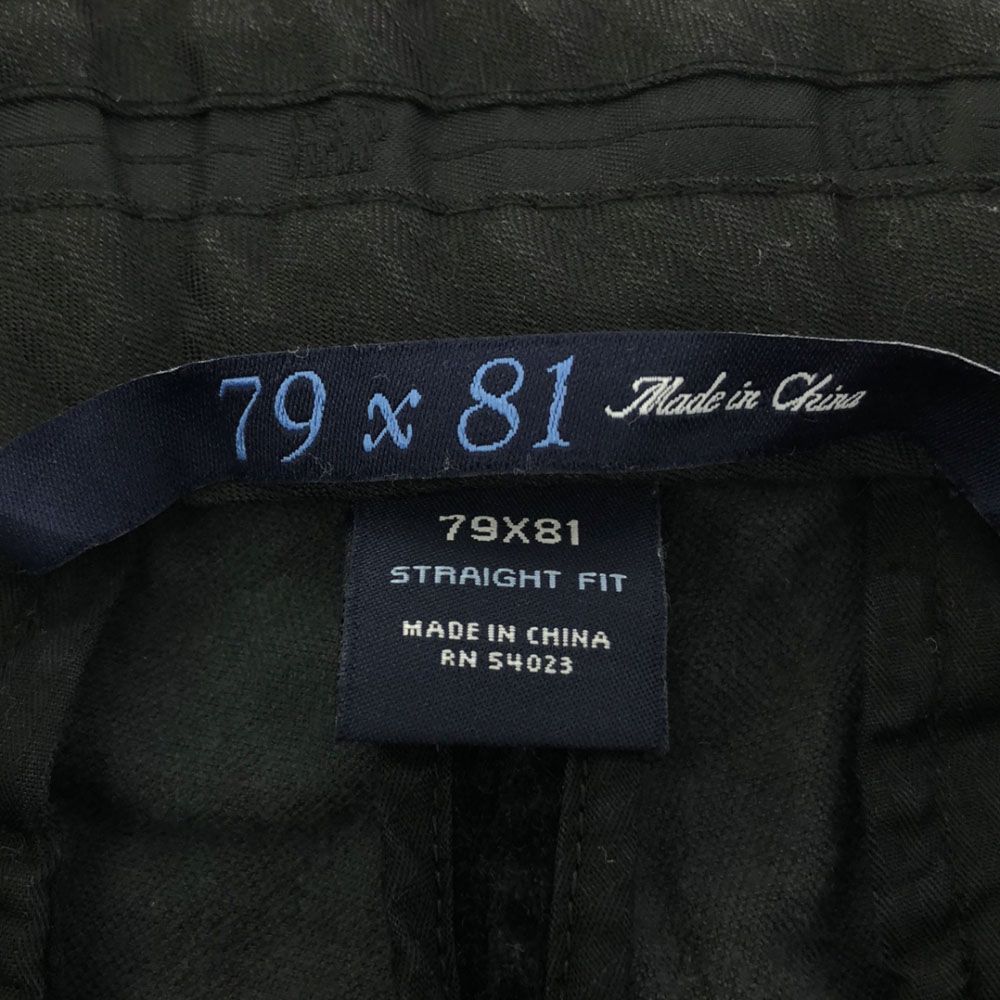 79 x 81 Made in China
79X81
STRAIGHT FIT
MADE IN CHINA
RN 54023